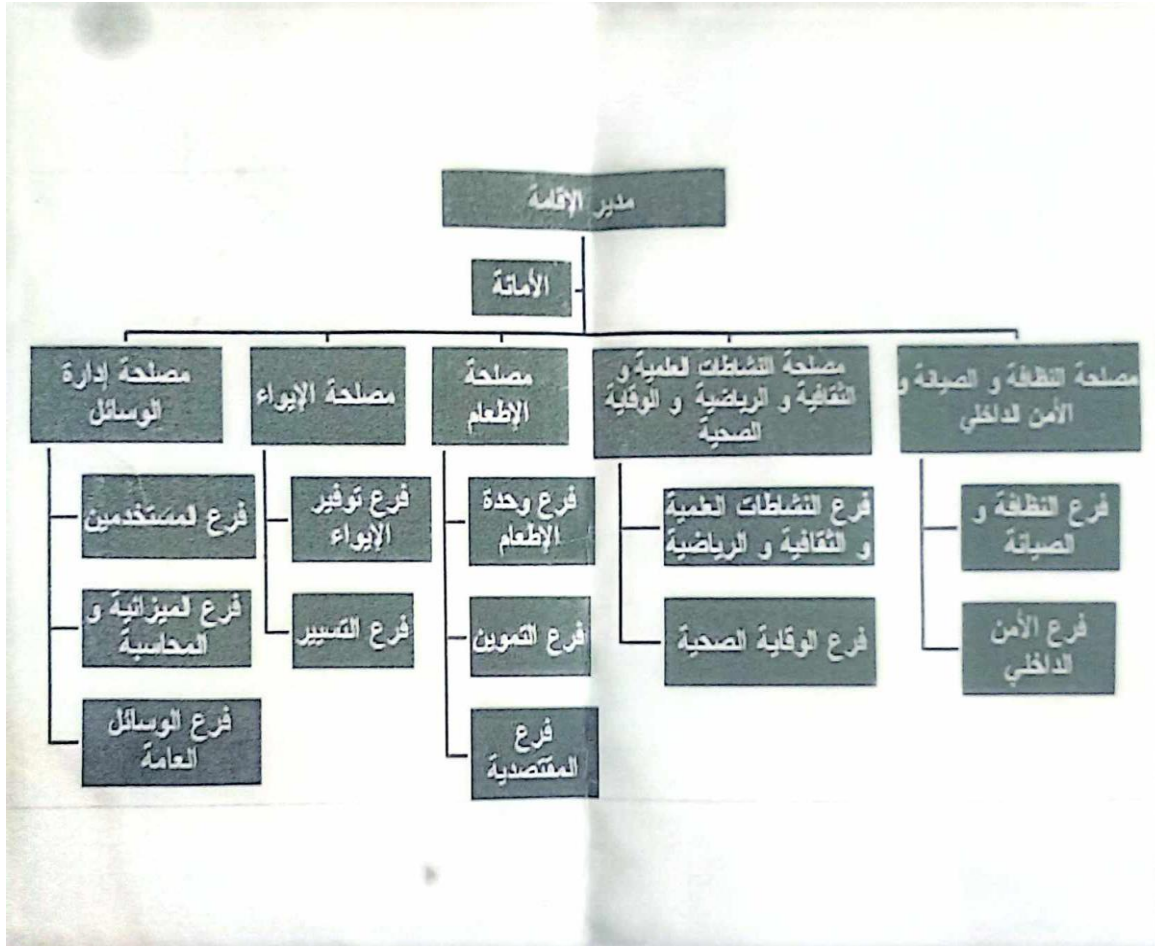 مدير الإقامة
الأمانة
مصلحة النظافة و الصيانة و
الأمن الداخلي
مصلحة النشاطات العلمية و
الثقافية و الرياضية و الوقاية
الصحية
مصلحة
الإطعام
مصلحة الإيواء
مصلحة إدارة
الوسائل
فرع النظافة و
الصيانة
فرع الأمن
الداخلي
فرع النشاطات العلمية
و الثقافية و الرياضية
فرع الوقاية الصحية
فرع وحدة
الإطعام
فرع التموين
فرع
المقتصدية
فرع توفير
الإيواء
فرع التسيير
فرع المستخدمين
فرع الميزانية و
المحاسبة
فرع الوسائل
العامة